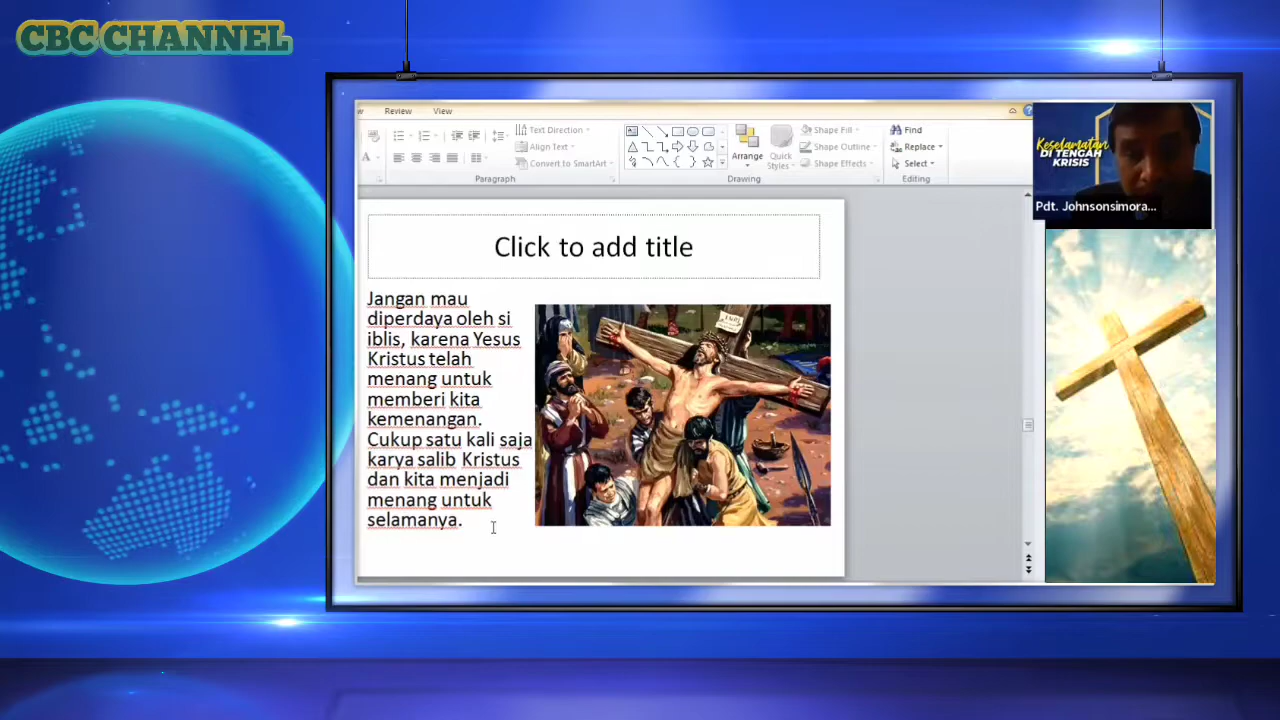 CBC CHANNEL
Review View
Text Direction
Align Text
Convert to SmartArt
Paragraph
Arrange
Quick
Styles
Shape Fill
Shape Outline
Shape Effects
Drawing
Find
Replace
Select
Editing
Keselamatan
DI TENGAH
KRISIS
Pdt. Johnsonsimora...
Click to add title
Jangan mau
diperdaya oleh si
iblis, karena Yesus
Kristus telah
menang untuk
memberi kita
kemenangan.
Cukup satu kali saja
karya salib Kristus
dan kita menjadi
menang untuk
selamanya.